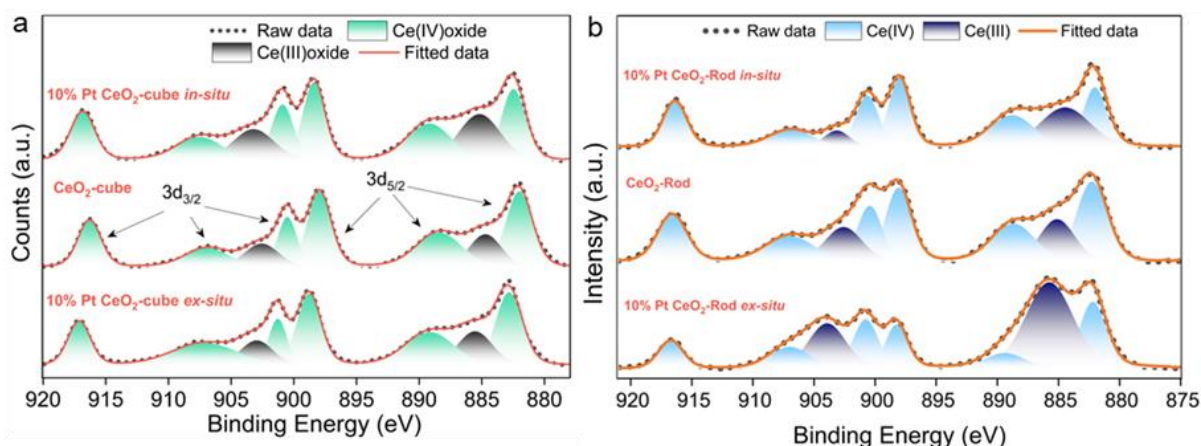 a
Raw data
Ce(IV)oxide
Ce(III)oxide
Fitted data
10% Pt CeO₂-cube in-situ
CeO₂-cube
3d₃/₂
3d₅/₂
10% Pt CeO₂-cube ex-situ
Counts (a.u.)
920 915 910 905 900 895 890 885 880
Binding Energy (eV)
b
Raw data Ce(IV) Ce(III) Fitted data
10% Pt CeO₂-Rod in-situ
CeO₂-Rod
10% Pt CeO₂-Rod ex-situ
Intensity (a.u.)
920 915 910 905 900 895 890 885 880 875
Binding Energy (eV)